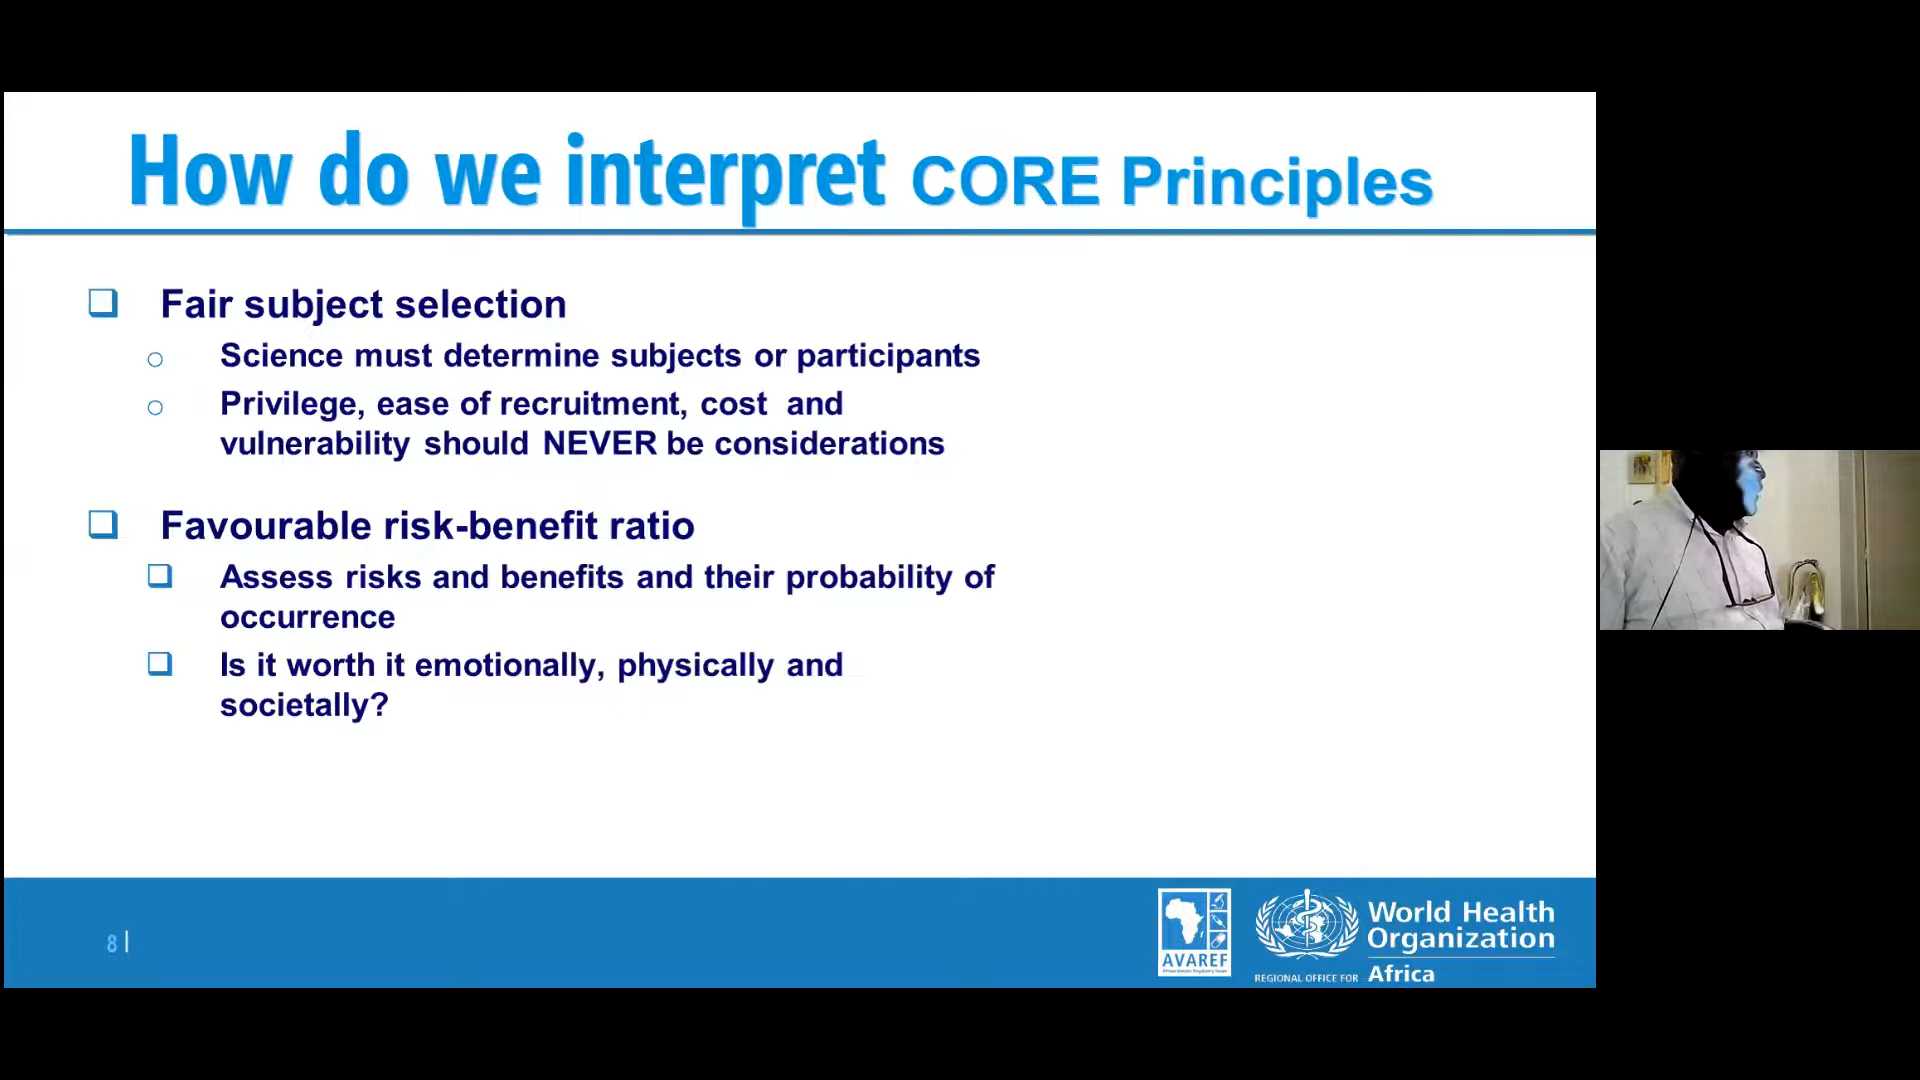 How do we interpret CORE Principles
Fair subject selection
Science must determine subjects or participants
Privilege, ease of recruitment, cost and
vulnerability should NEVER be considerations
Favourable risk-benefit ratio
Assess risks and benefits and their probability of
occurrence
Is it worth it emotionally, physically and
societally?
8|
AVAREF
World Health
Organization
REGIONAL OFFICE FOR Africa